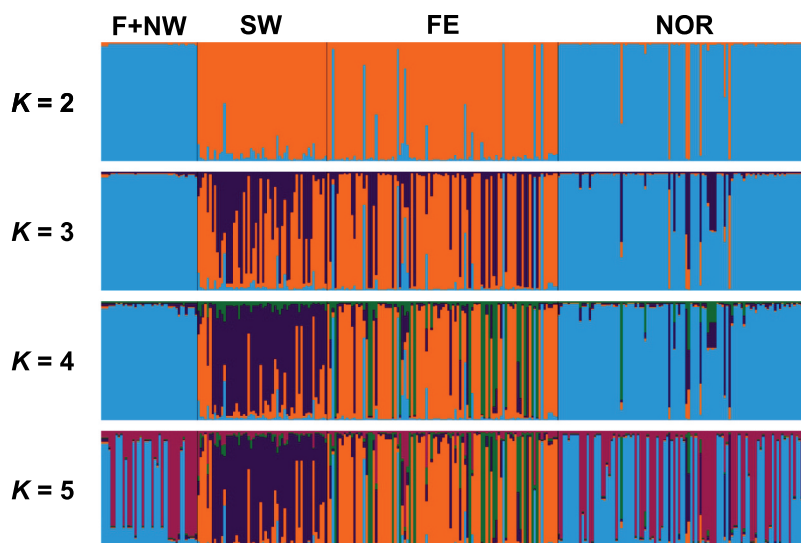 F+NW SW FE NOR
K = 2
K = 3
K = 4
K = 5